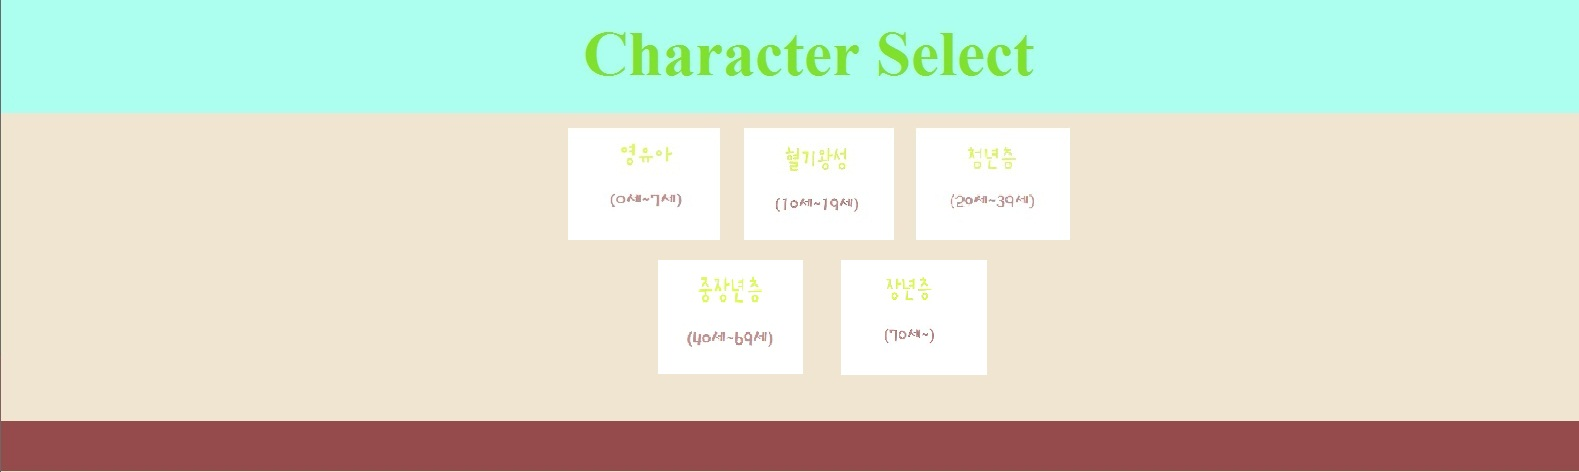 Character Select
영유아
(0세~7세)
혈기왕성
(10세~19세)
첨년층
(20세~39세)
중장년층
(40세~69세)
장년층
(70세~)